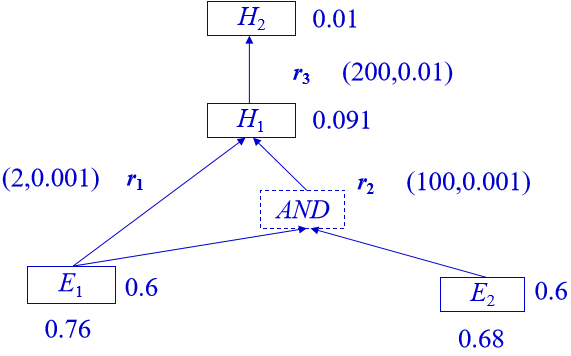 H₂ 0.01
r₃ (200,0.01)
H₁ 0.091
(2,0.001) r₁ r₂ (100,0.001)
AND
E₁ 0.6 E₂ 0.6
0.76 0.68